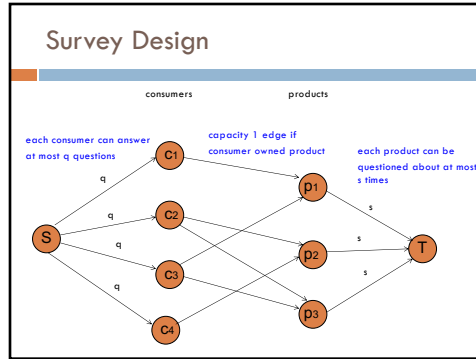 Survey Design
consumers
products
each consumer can answer
at most q questions
capacity 1 edge if
consumer owned product
each product can be
questioned about at most
s times
c1
q
p1
s
q
c2
S
q
s
p2
T
c3
q
s
p3
c4